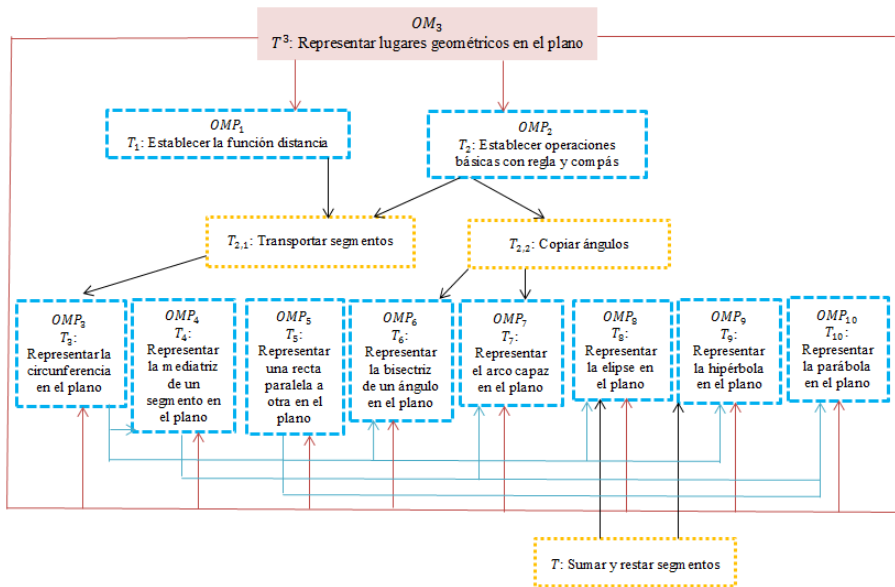 OM₃
T³: Representar lugares geométricos en el plano
OMP₁
T₁: Establecer la función distancia
OMP₂
T₂: Establecer operaciones
básicas con regla y compás
T₂,₁: Transportar segmentos
T₂,₂: Copiar ángulos
OMP₃
T₃:
Representar la
circunferencia
en el plano
OMP₄
T₄:
Representar
la mediatriz
de un
segmento en
el plano
OMP₅
T₅:
Representar
una recta
paralela a
otra en el
plano
OMP₆
T₆:
Representar
la bisectriz
de un ángulo
en el plano
OMP₇
T₇:
Representar
el arco capaz
en el plano
OMP₈
T₈:
Representar
la elipse en
el plano
OMP₉
T₉:
Representar
la hipérbola
en el plano
OMP₁₀
T₁₀:
Representar
la parábola
en el plano
T: Sumar y restar segmentos